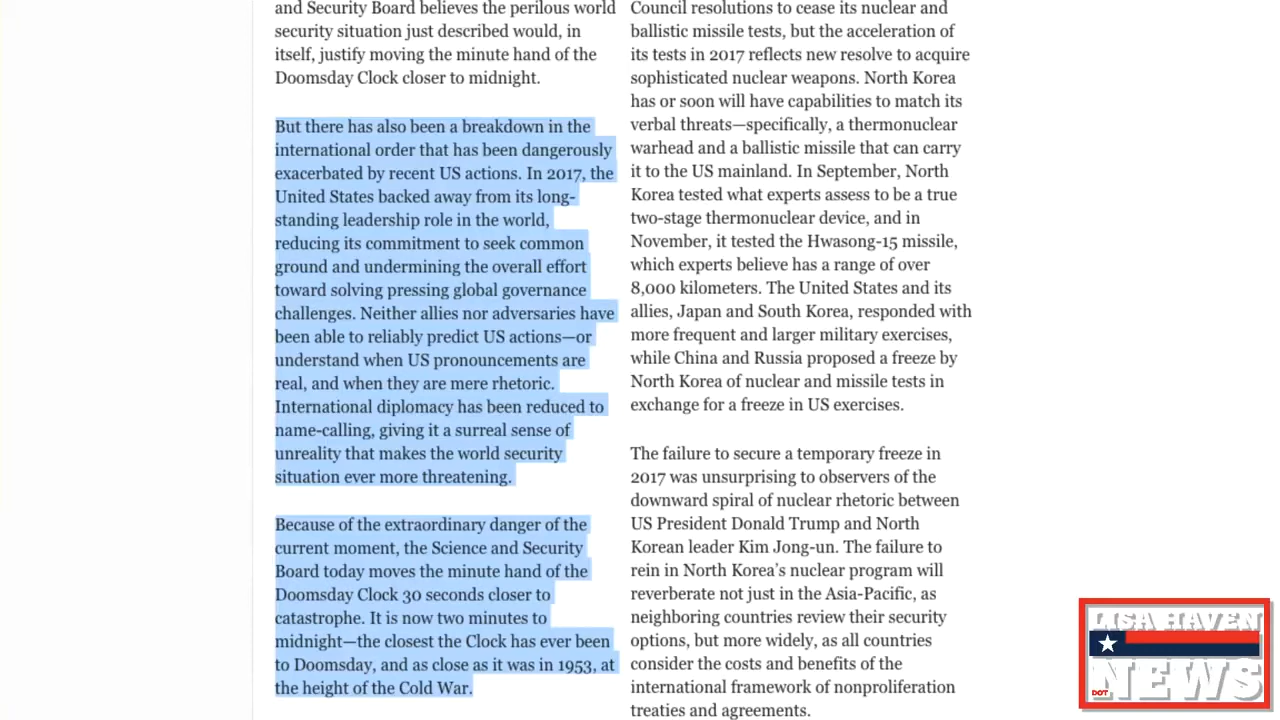 and Security Board believes the perilous world
security situation just described would, in
itself, justify moving the minute hand of the
Doomsday Clock closer to midnight.
But there has also been a breakdown in the
international order that has been dangerously
exacerbated by recent US actions. In 2017, the
United States backed away from its long-
standing leadership role in the world,
reducing its commitment to seek common
ground and undermining the overall effort
toward solving pressing global governance
challenges. Neither allies nor adversaries have
been able to reliably predict US actions—or
understand when US pronouncements are
real, and when they are mere rhetoric.
International diplomacy has been reduced to
name-calling, giving it a surreal sense of
unreality that makes the world security
situation ever more threatening.
Because of the extraordinary danger of the
current moment, the Science and Security
Board today moves the minute hand of the
Doomsday Clock 30 seconds closer to
catastrophe. It is now two minutes to
midnight—the closest the Clock has ever been
to Doomsday, and as close as it was in 1953, at
the height of the Cold War.
Council resolutions to cease its nuclear and
ballistic missile tests, but the acceleration of
its tests in 2017 reflects new resolve to acquire
sophisticated nuclear weapons. North Korea
has or soon will have capabilities to match its
verbal threats—specifically, a thermonuclear
warhead and a ballistic missile that can carry
it to the US mainland. In September, North
Korea tested what experts assess to be a true
two-stage thermonuclear device, and in
November, it tested the Hwasong-15 missile,
which experts believe has a range of over
8,000 kilometers. The United States and its
allies, Japan and South Korea, responded with
more frequent and larger military exercises,
while China and Russia proposed a freeze by
North Korea of nuclear and missile tests in
exchange for a freeze in US exercises.
The failure to secure a temporary freeze in
2017 was unsurprising to observers of the
downward spiral of nuclear rhetoric between
US President Donald Trump and North
Korean leader Kim Jong-un. The failure to
rein in North Korea's nuclear program will
reverberate not just in the Asia-Pacific, as
neighboring countries review their security
options, but more widely, as all countries
consider the costs and benefits of the
international framework of nonproliferation
treaties and agreements.
LISA HAVEN
DOT NEWS